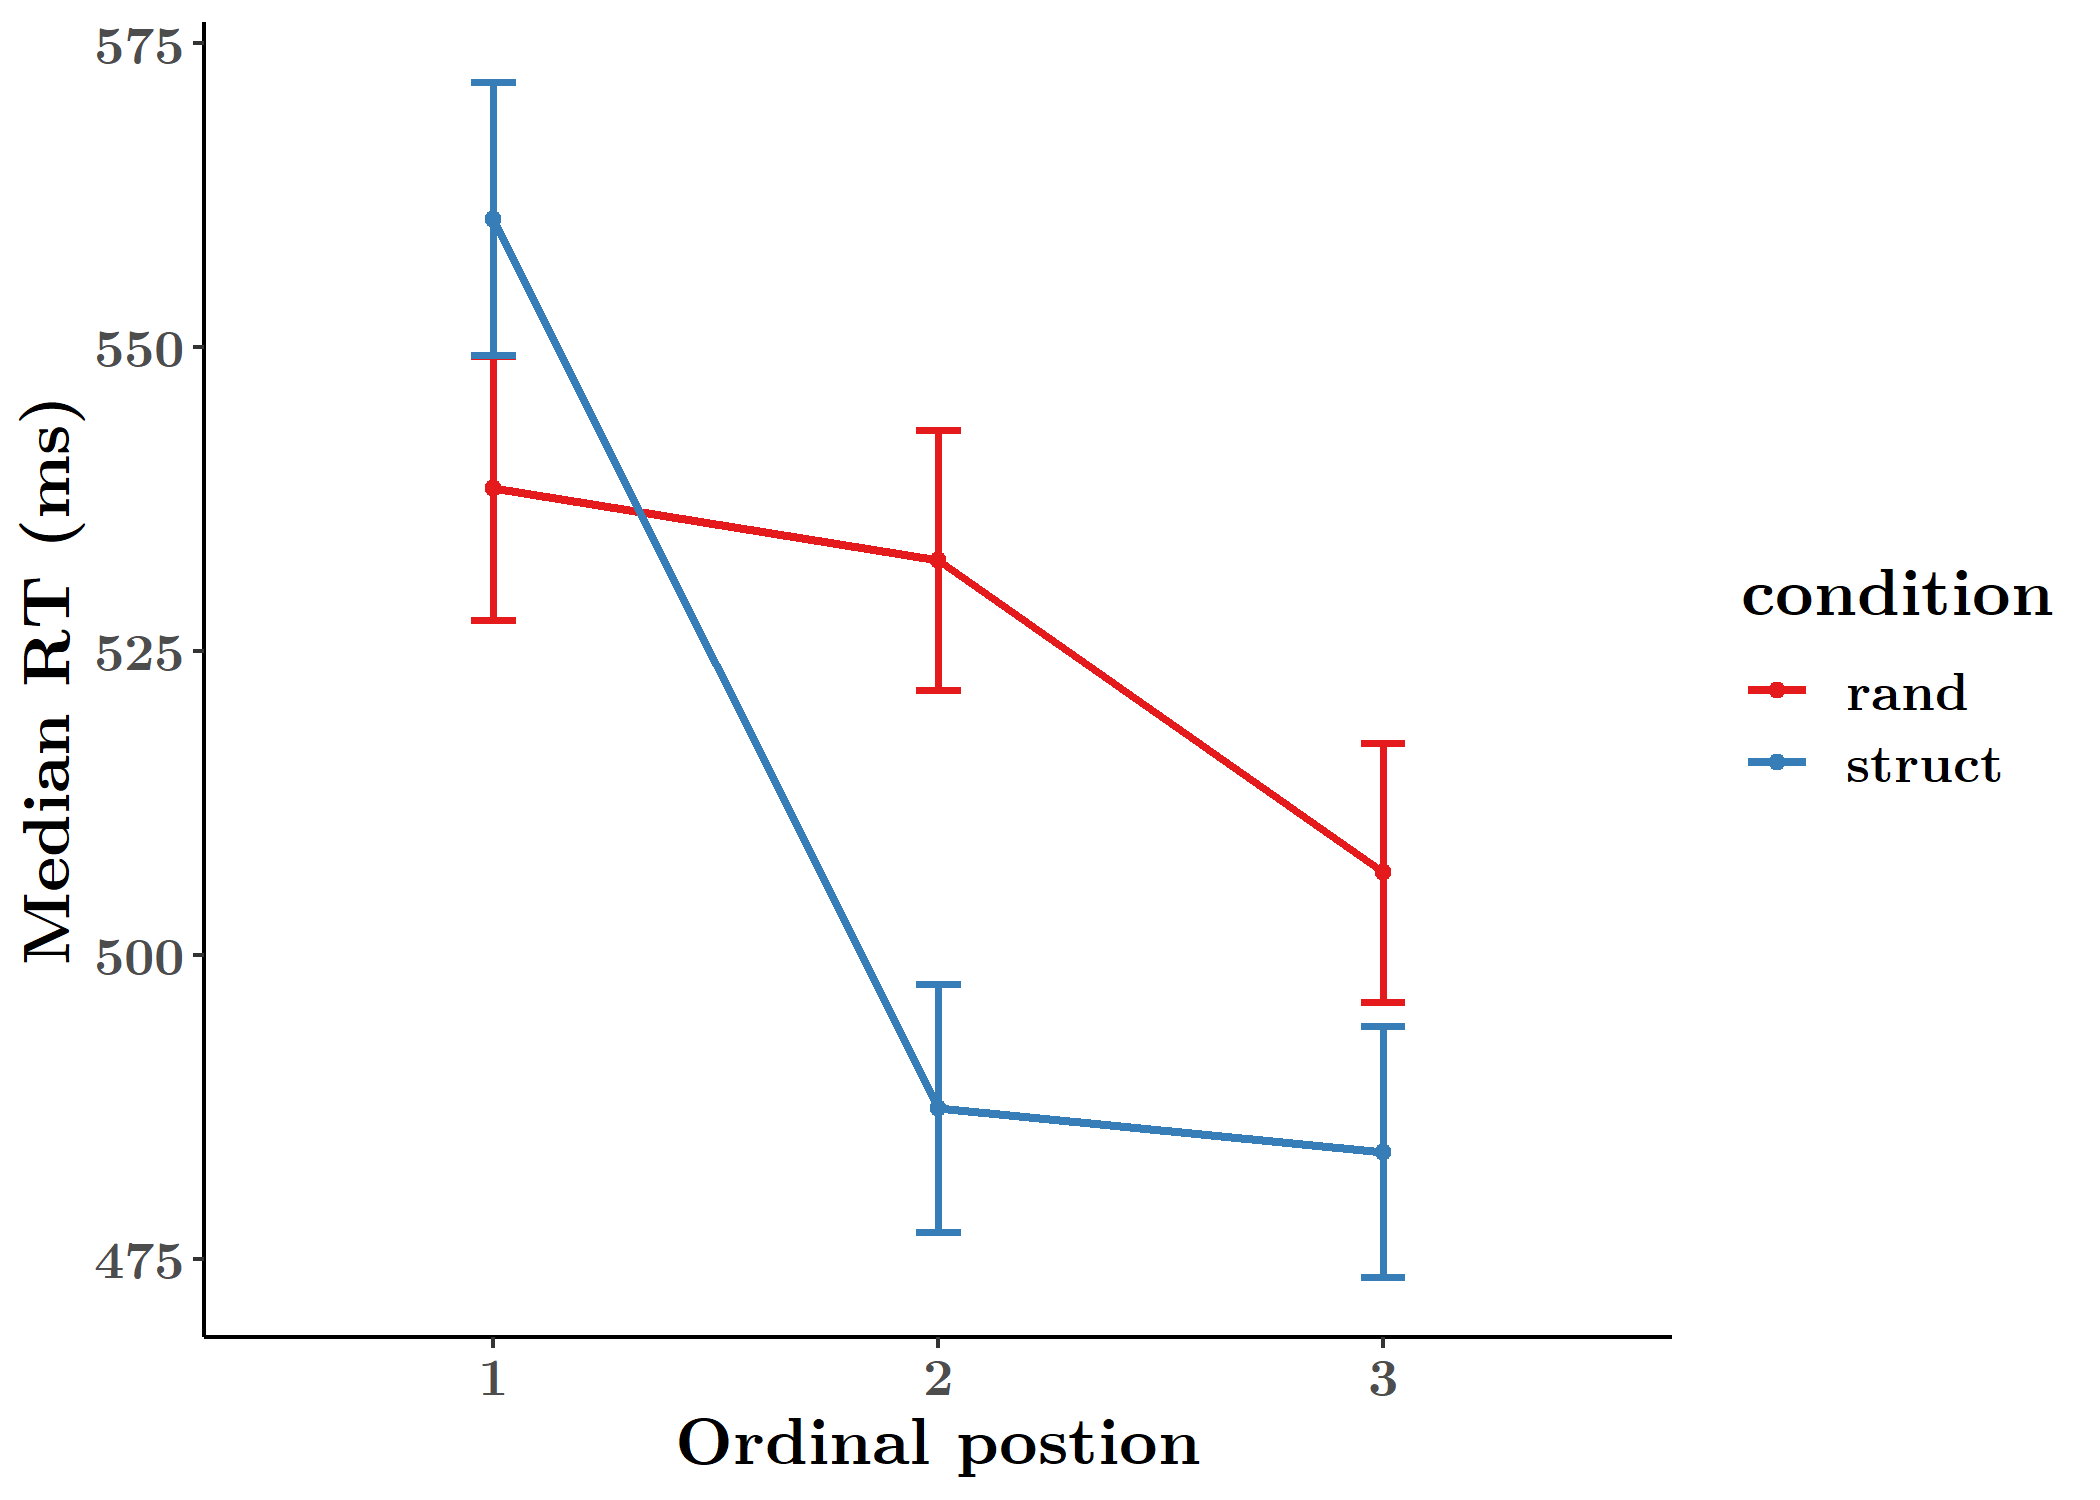 575
550
525
500
475
Median RT (ms)
1 2 3
Ordinal postion
condition
rand
struct